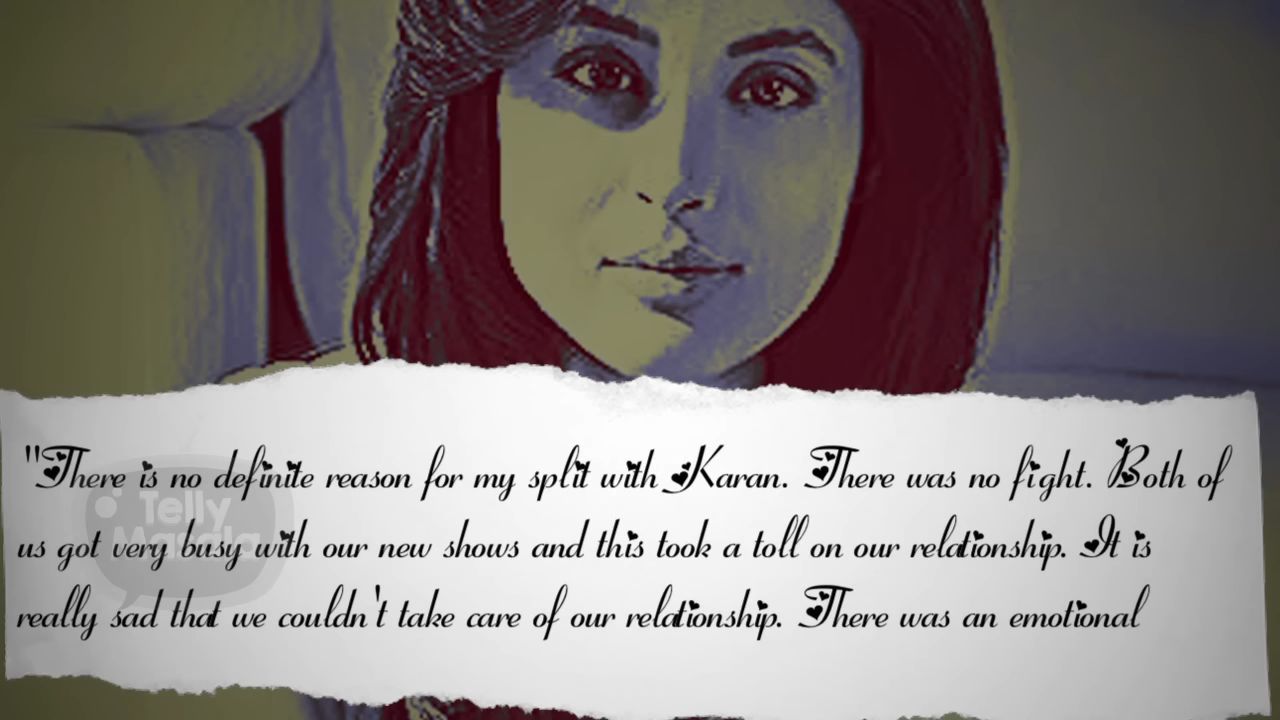 "There is no definite reason for my split with Karan. There was no fight. Both of
us got very busy with our new shows and this took a toll on our relationship. It is
really sad that we couldn't take care of our relationship. There was an emotional
Telly
Masala